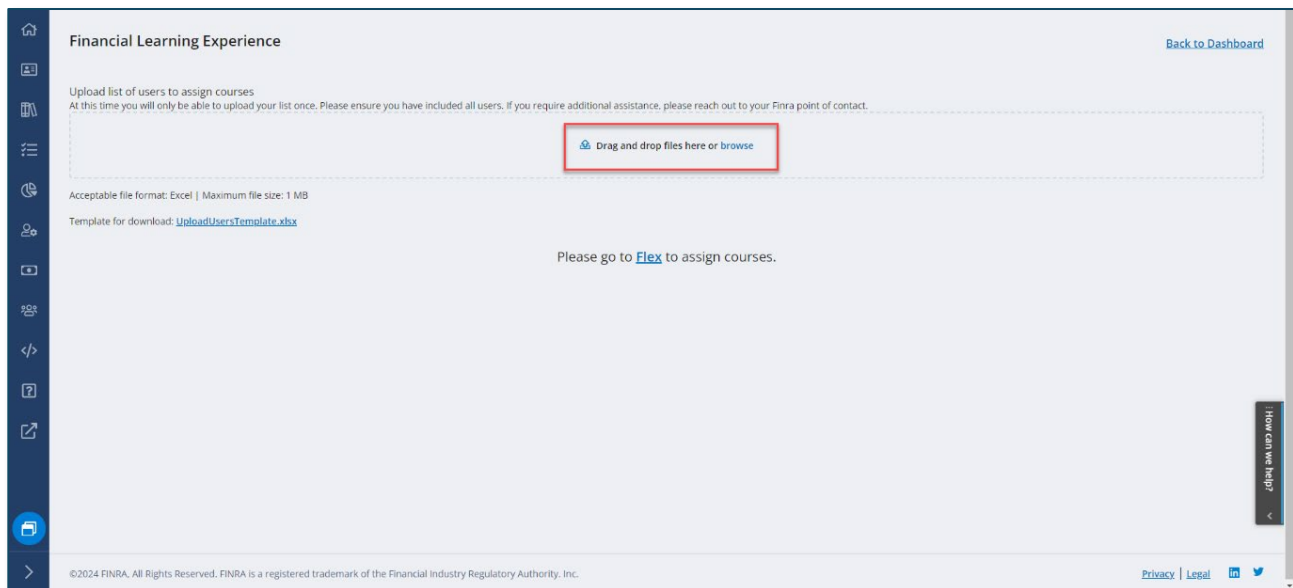 Financial Learning Experience
Back to Dashboard
Upload list of users to assign courses
At this time you will only be able to upload your list once. Please ensure you have included all users. If you require additional assistance, please reach out to your Finra point of contact.
Drag and drop files here or browse
Acceptable file format: Excel | Maximum file size: 1 MB
Template for download: UploadUsersTemplate.xlsx
Please go to Flex to assign courses.
How can we help?
©2024 FINRA, All Rights Reserved. FINRA is a registered trademark of the Financial Industry Regulatory Authority. Inc.
Privacy | Legal